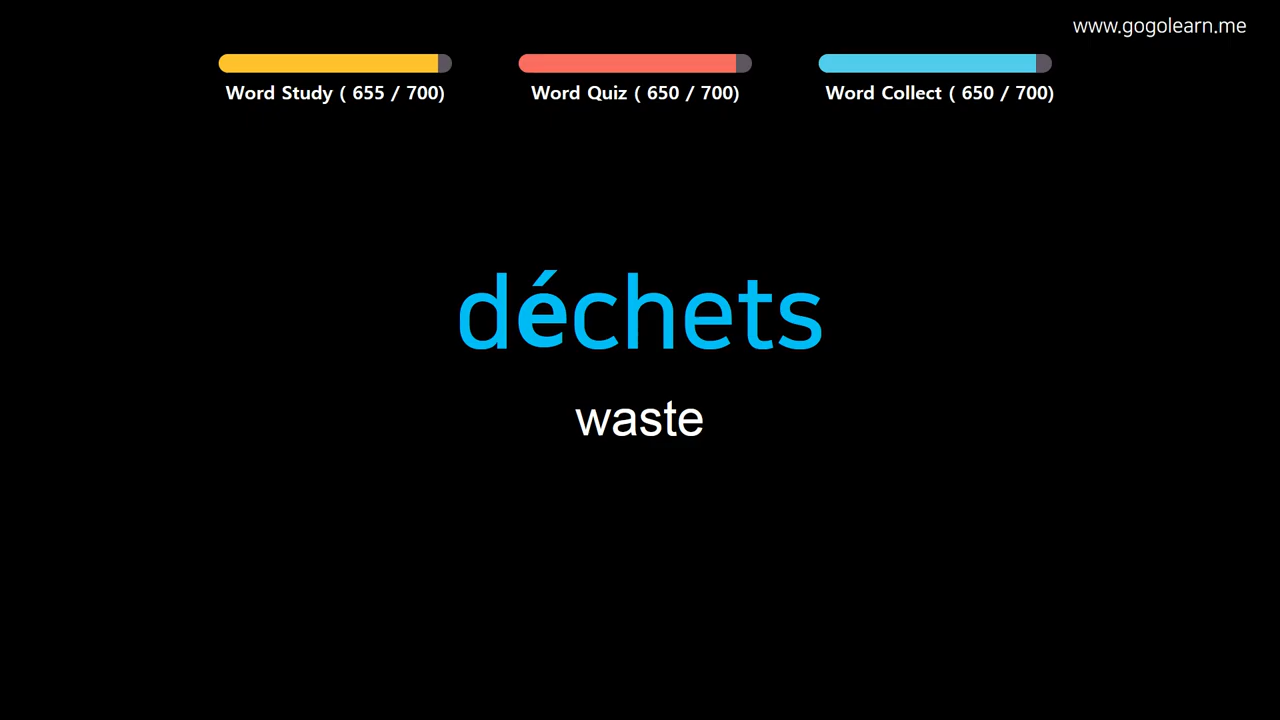 www.gogolearn.me
Word Study ( 655 / 700)
Word Quiz ( 650 / 700)
Word Collect ( 650 / 700)
déchets
waste